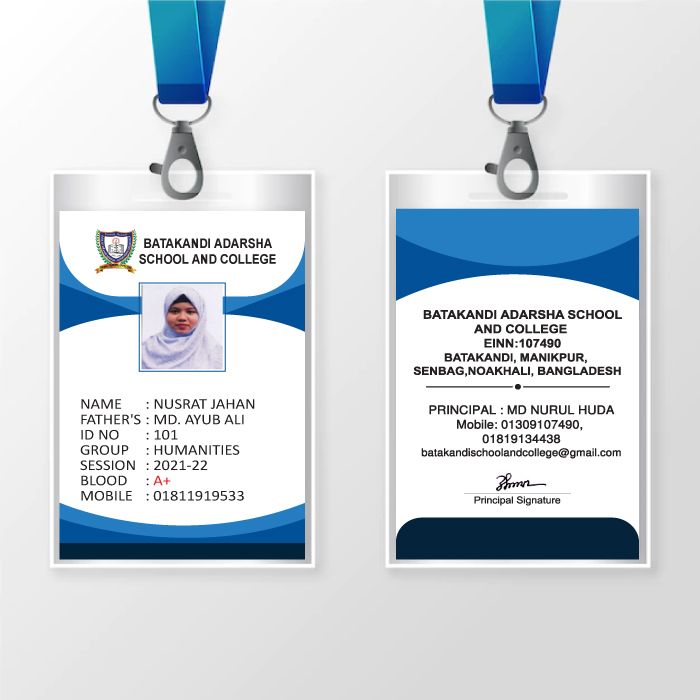 BATAKANDI ADARSHA
SCHOOL AND COLLEGE
NAME : NUSRAT JAHAN
FATHER'S : MD. AYUB ALI
ID NO : 101
GROUP : HUMANITIES
SESSION : 2021-22
BLOOD : A+
MOBILE : 01811919533
BATAKANDI ADARSHA SCHOOL
AND COLLEGE
EINN:107490
BATAKANDI, MANIKPUR,
SENBAG,NOAKHALI, BANGLADESH
PRINCIPAL : MD NURUL HUDA
Mobile: 01309107490,
01819134438
batakandischoolandcollege@gmail.com
Principal Signature